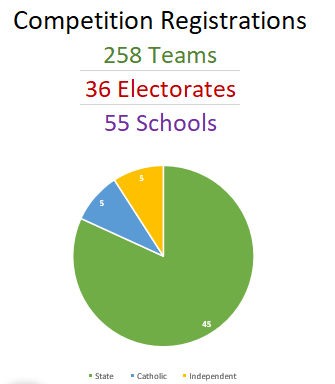 Competition Registrations
258 Teams
36 Electorates
55 Schools
5
5
45
State Catholic Independent